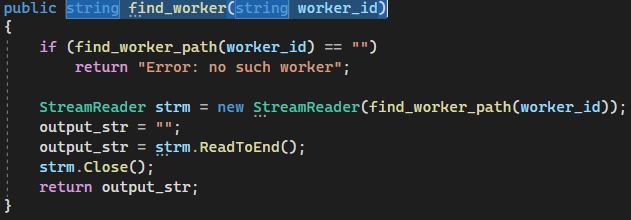 public string find_worker(string worker_id)
{
if (find_worker_path(worker_id) == "")
return "Error: no such worker";
StreamReader strm = new StreamReader(find_worker_path(worker_id));
output_str = "";
output_str = strm.ReadToEnd();
strm.Close();
return output_str;
}